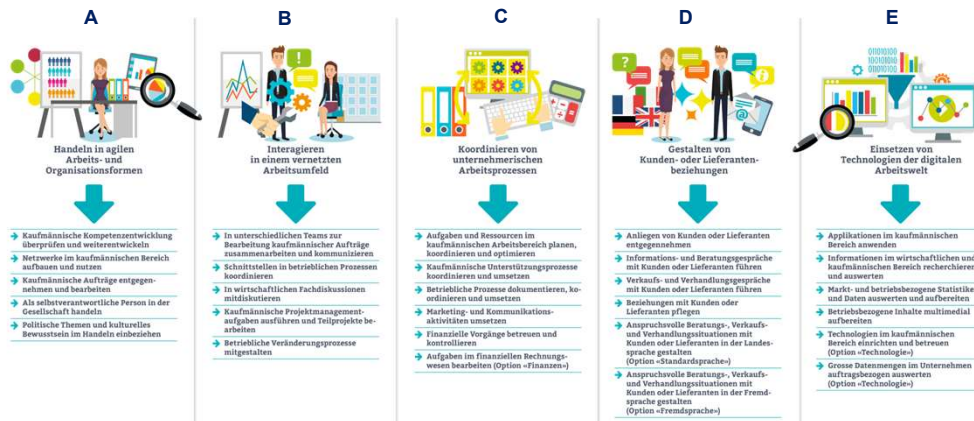 A
Handeln in agilen
Arbeits- und
Organisationsformen
Kaufmännische Kompetenzentwicklung
überprüfen und weiterentwickeln
Netzwerke im kaufmännischen Bereich
aufbauen und nutzen
Kaufmännische Aufträge entgegen-
nehmen und bearbeiten
Als selbstverantwortliche Person in der
Gesellschaft handeln
Politische Themen und kulturelles
Bewusstsein im Handeln einbeziehen
B
!
Interagieren
in einem vernetzten
Arbeitsumfeld
In unterschiedlichen Teams zur
Bearbeitung kaufmännischer Aufträge
zusammenarbeiten und kommunizieren
Schnittstellen in betrieblichen Prozessen
koordinieren
In wirtschaftlichen Fachdiskussionen
mitdiskutieren
Kaufmännische Projektmanagement-
aufgaben ausführen und Teilprojekte be-
arbeiten
Betriebliche Veränderungsprozesse
mitgestalten
C
Koordinieren von
unternehmerischen
Arbeitsprozessen
Aufgaben und Ressourcen im
kaufmännischen Arbeitsbereich planen,
koordinieren und optimieren
Kaufmännische Unterstützungsprozesse
koordinieren und umsetzen
Betriebliche Prozesse dokumentieren, ko-
ordinieren und umsetzen
Marketing- und Kommunikations-
aktivitäten umsetzen
Finanzielle Vorgänge betreuen und
kontrollieren
Aufgaben im finanziellen Rechnungs-
wesen bearbeiten (Option «Finanzen»)
D
?
i
@
Gestalten von
Kunden- oder Lieferanten-
beziehungen
Anliegen von Kunden oder Lieferanten
entgegennehmen
Informations- und Beratungsgespräche
mit Kunden oder Lieferanten führen
Verkaufs- und Verhandlungsgespräche
mit Kunden oder Lieferanten führen
Beziehungen mit Kunden oder
Lieferanten pflegen
Anspruchsvolle Beratungs-, Verkaufs-
und Verhandlungssituationen mit
Kunden oder Lieferanten in der Landes-
sprache gestalten
(Option «Standardsprache»)
Anspruchsvolle Beratungs-, Verkaufs-
und Verhandlungssituationen mit
Kunden oder Lieferanten in der Fremd-
sprache gestalten
(Option «Fremdsprache»)
E
Einsetzen von
Technologien der digitalen
Arbeitswelt
Applikationen im kaufmännischen
Bereich anwenden
Informationen im wirtschaftlichen und
kaufmännischen Bereich recherchieren
und auswerten
Markt- und betriebsbezogene Statistike
und Daten auswerten und aufbereiten
Betriebsbezogene Inhalte multimedial
aufbereiten
Technologien im kaufmännischen
Bereich einrichten und betreuen
(Option «Technologie»)
Grosse Datenmengen im Unternehmen
auftragsbezogen auswerten
(Option «Technologie»)